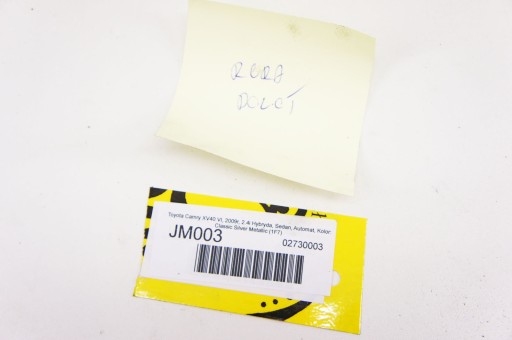 RURA
DOLOT
Toyota Camry XV40 VI, 2009r, 2.4i Hybryda, Sedan, Automat, Kolor:
Classic Silver Metallic (1F7)
JM003
02730003